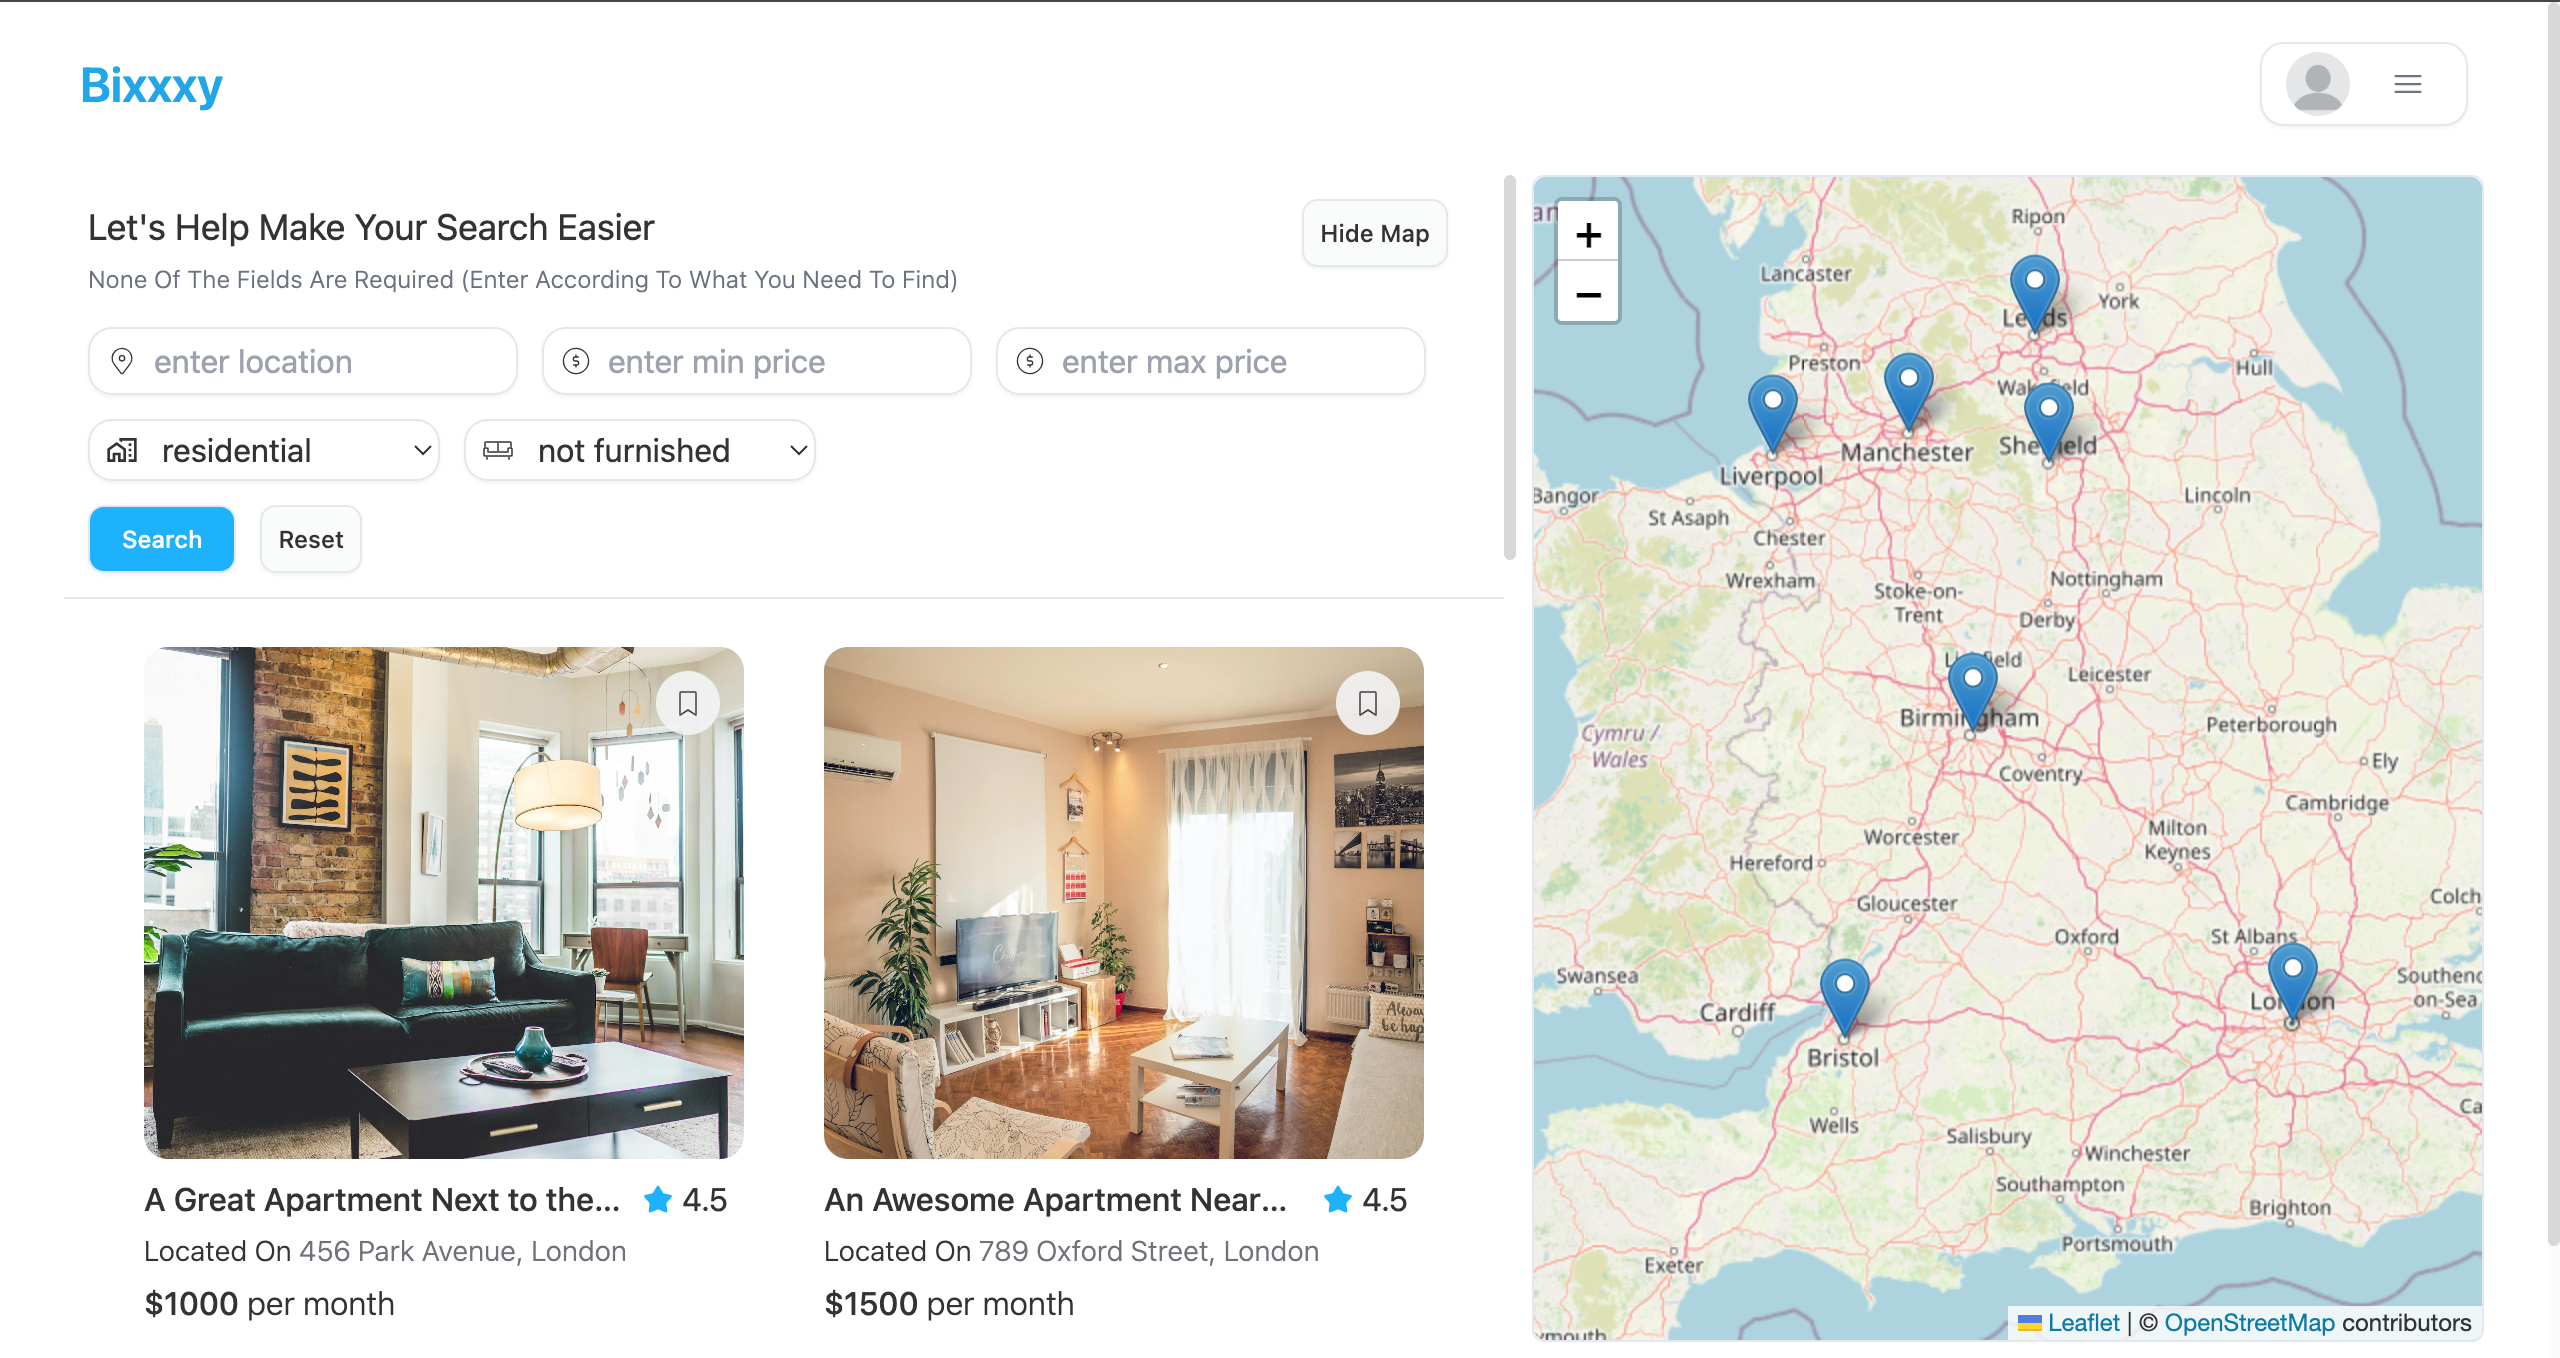 Bixxxy
Let's Help Make Your Search Easier
Hide Map
None Of The Fields Are Required (Enter According To What You Need To Find)
enter location
enter min price
enter max price
residential
not furnished
Search
Reset
A Great Apartment Next to the...
4.5
Located On 456 Park Avenue, London
$1000 per month
An Awesome Apartment Near...
4.5
Located On 789 Oxford Street, London
$1500 per month
+
−
Ripon
Lancaster
York
Leeds
Preston
Hull
Manchester
Liverpool
Bangor
St Asaph
Chester
Lincoln
Wrexham
Stoke-on-
Trent
Nottingham
Derby
Leicester
Birmingham
Peterborough
Cymru /
Wales
Coventry
Ely
Cambridge
Worcester
Milton
Keynes
Hereford
Gloucester
Colch
Oxford
St Albans
Swansea
Cardiff
London
Southend
on-Sea
Bristol
Wells
Salisbury
Winchester
Southampton
Brighton
Portsmouth
Exeter
Leaflet | © OpenStreetMap contributors